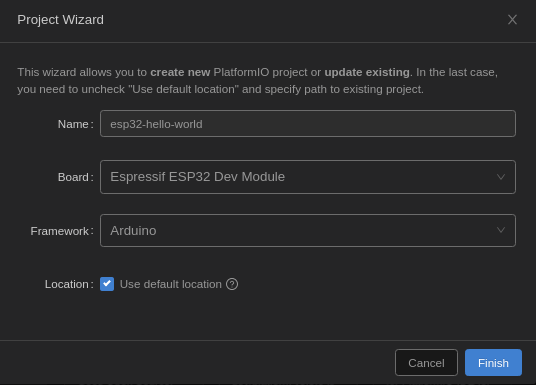 Project Wizard
This wizard allows you to create new PlatformIO project or update existing. In the last case,
you need to uncheck "Use default location" and specify path to existing project.
Name: esp32-hello-world
Board: Espressif ESP32 Dev Module
Framework: Arduino
Location: Use default location
Cancel Finish